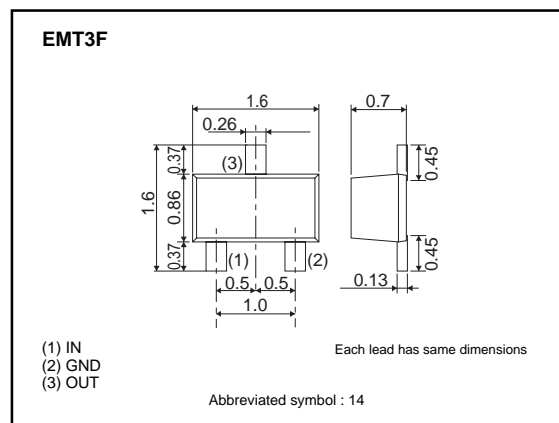 EMT3F
1.6
0.7
0.26
0.37
(3)
0.45
1.6
0.86
0.37
(1)
(2)
0.45
0.5
0.5
0.13
1.0
(1) IN
(2) GND
(3) OUT
Each lead has same dimensions
Abbreviated symbol : 14